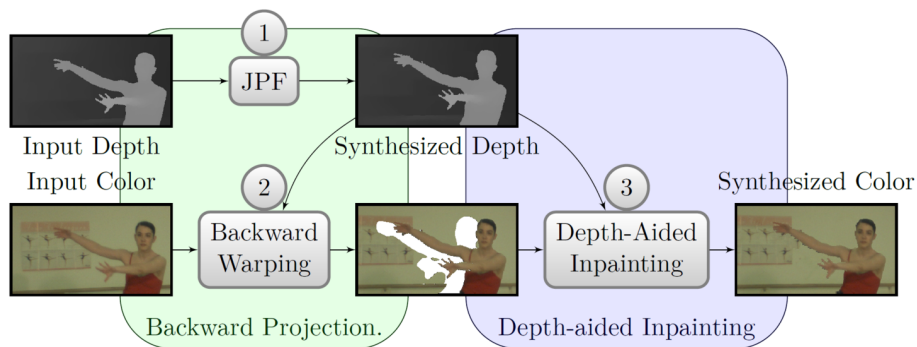 1
JPF
Input Depth
Synthesized Depth
Input Color
2
3
Synthesized Color
Backward
Warping
Depth-Aided
Inpainting
Backward Projection.
Depth-aided Inpainting